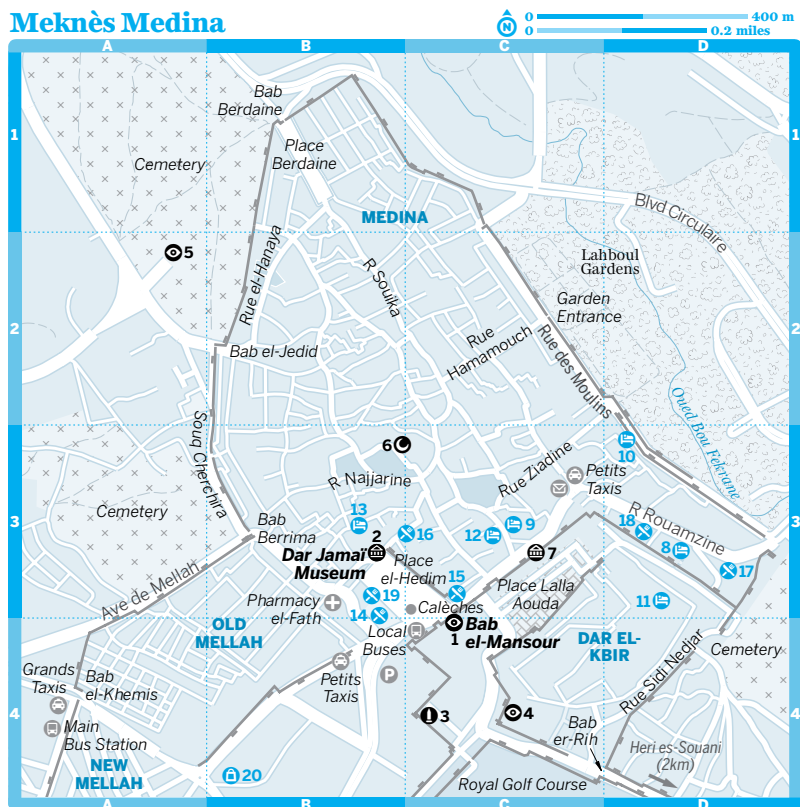 Meknès Medina
N
0 400 m
0 0.2 miles
A B C D
1 1
Bab
Berdaine
Place
Berdaine
Cemetery
MEDINA
Blvd Circulaire
5
Rue el-Hanaya
R Souika
Lahboul
Gardens
Garden
Entrance
2 2
Rue
Hamamouch
Rue des Moulins
Bab el-Jedid
Oued Bou Fekrane
Souq Cherchira
6
10
Rue Ziadine
Petits
Taxis
R Najjarine
Cemetery
3 3
13
Bab
Berrima
16
12
9
18
R Rouamzine
8
17
2
Dar Jamaï
Museum
Place
el-Hedim
7
Ave de Mellah
15
Place Lalla
Aouda
11
Pharmacy
el-Fath
19
14
Calèches
OLD
MELLAH
Local
Buses
1
Bab
el-Mansour
DAR EL-
KBIR
Rue Sidi Nedjar
Cemetery
Grands
Taxis
Bab
el-Khemis
Petits
Taxis
P
4 4
Main
Bus Station
3
4
Bab
er-Rih
Heri es-Souani
(2km)
NEW
MELLAH
20
Royal Golf Course
A B C D